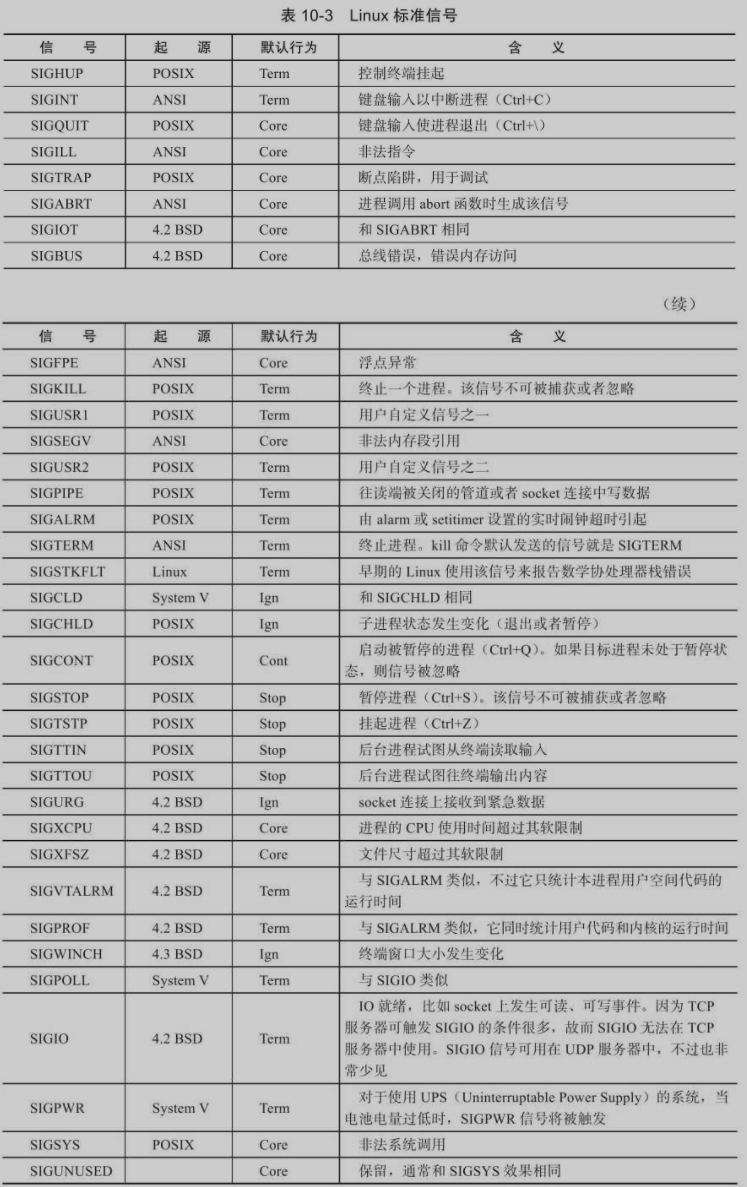 表 10-3 Linux 标准信号
信 号 起 源 默认行为 含 义
SIGHUP POSIX Term 控制终端挂起
SIGINT ANSI Term 键盘输入以中断进程（Ctrl+C）
SIGQUIT POSIX Core 键盘输入使进程退出（Ctrl+\）
SIGILL ANSI Core 非法指令
SIGTRAP POSIX Core 断点陷阱，用于调试
SIGABRT ANSI Core 进程调用 abort 函数时生成该信号
SIGIOT 4.2 BSD Core 和 SIGABRT 相同
SIGBUS 4.2 BSD Core 总线错误，错误内存访问
（续）
信 号 起 源 默认行为 含 义
SIGFPE ANSI Core 浮点异常
SIGKILL POSIX Term 终止一个进程。该信号不可被捕获或者忽略
SIGUSR1 POSIX Term 用户自定义信号之一
SIGSEGV ANSI Core 非法内存段引用
SIGUSR2 POSIX Term 用户自定义信号之二
SIGPIPE POSIX Term 往读端被关闭的管道或者 socket 连接中写数据
SIGALRM POSIX Term 由 alarm 或 setitimer 设置的实时闹钟超时引起
SIGTERM ANSI Term 终止进程。kill 命令默认发送的信号就是 SIGTERM
SIGSTKFLT Linux Term 早期的 Linux 使用该信号来报告数学协处理器栈错误
SIGCLD System V Ign 和 SIGCHLD 相同
SIGCHLD POSIX Ign 子进程状态发生变化（退出或者暂停）
SIGCONT POSIX Cont 启动被暂停的进程（Ctrl+Q）。如果目标进程未处于暂停状
态，则信号被忽略
SIGSTOP POSIX Stop 暂停进程（Ctrl+S）。该信号不可被捕获或者忽略
SIGTSTP POSIX Stop 挂起进程（Ctrl+Z）
SIGTTIN POSIX Stop 后台进程试图从终端读取输入
SIGTTOU POSIX Stop 后台进程试图往终端输出内容
SIGURG 4.2 BSD Ign socket 连接上接收到紧急数据
SIGXCPU 4.2 BSD Core 进程的 CPU 使用时间超过其软限制
SIGXFSZ 4.2 BSD Core 文件尺寸超过其软限制
SIGVTALRM 4.2 BSD Term 与 SIGALRM 类似，不过它只统计本进程用户空间代码的
运行时间
SIGPROF 4.2 BSD Term 与 SIGALRM 类似，它同时统计用户代码和内核的运行时间
SIGWINCH 4.3 BSD Ign 终端窗口大小发生变化
SIGPOLL System V Term 与 SIGIO 类似
SIGIO 4.2 BSD Term IO 就绪，比如 socket 上发生可读、可写事件。因为 TCP
服务器可触发 SIGIO 的条件很多，故而 SIGIO 无法在 TCP
服务器中使用。SIGIO 信号可用在 UDP 服务器中，不过也非
常少见
SIGPWR System V Term 对于使用 UPS（Uninterruptable Power Supply）的系统，当
电池电量过低时，SIGPWR 信号将被触发
SIGSYS POSIX Core 非法系统调用
SIGUNUSED Core 保留，通常和 SIGSYS 效果相同